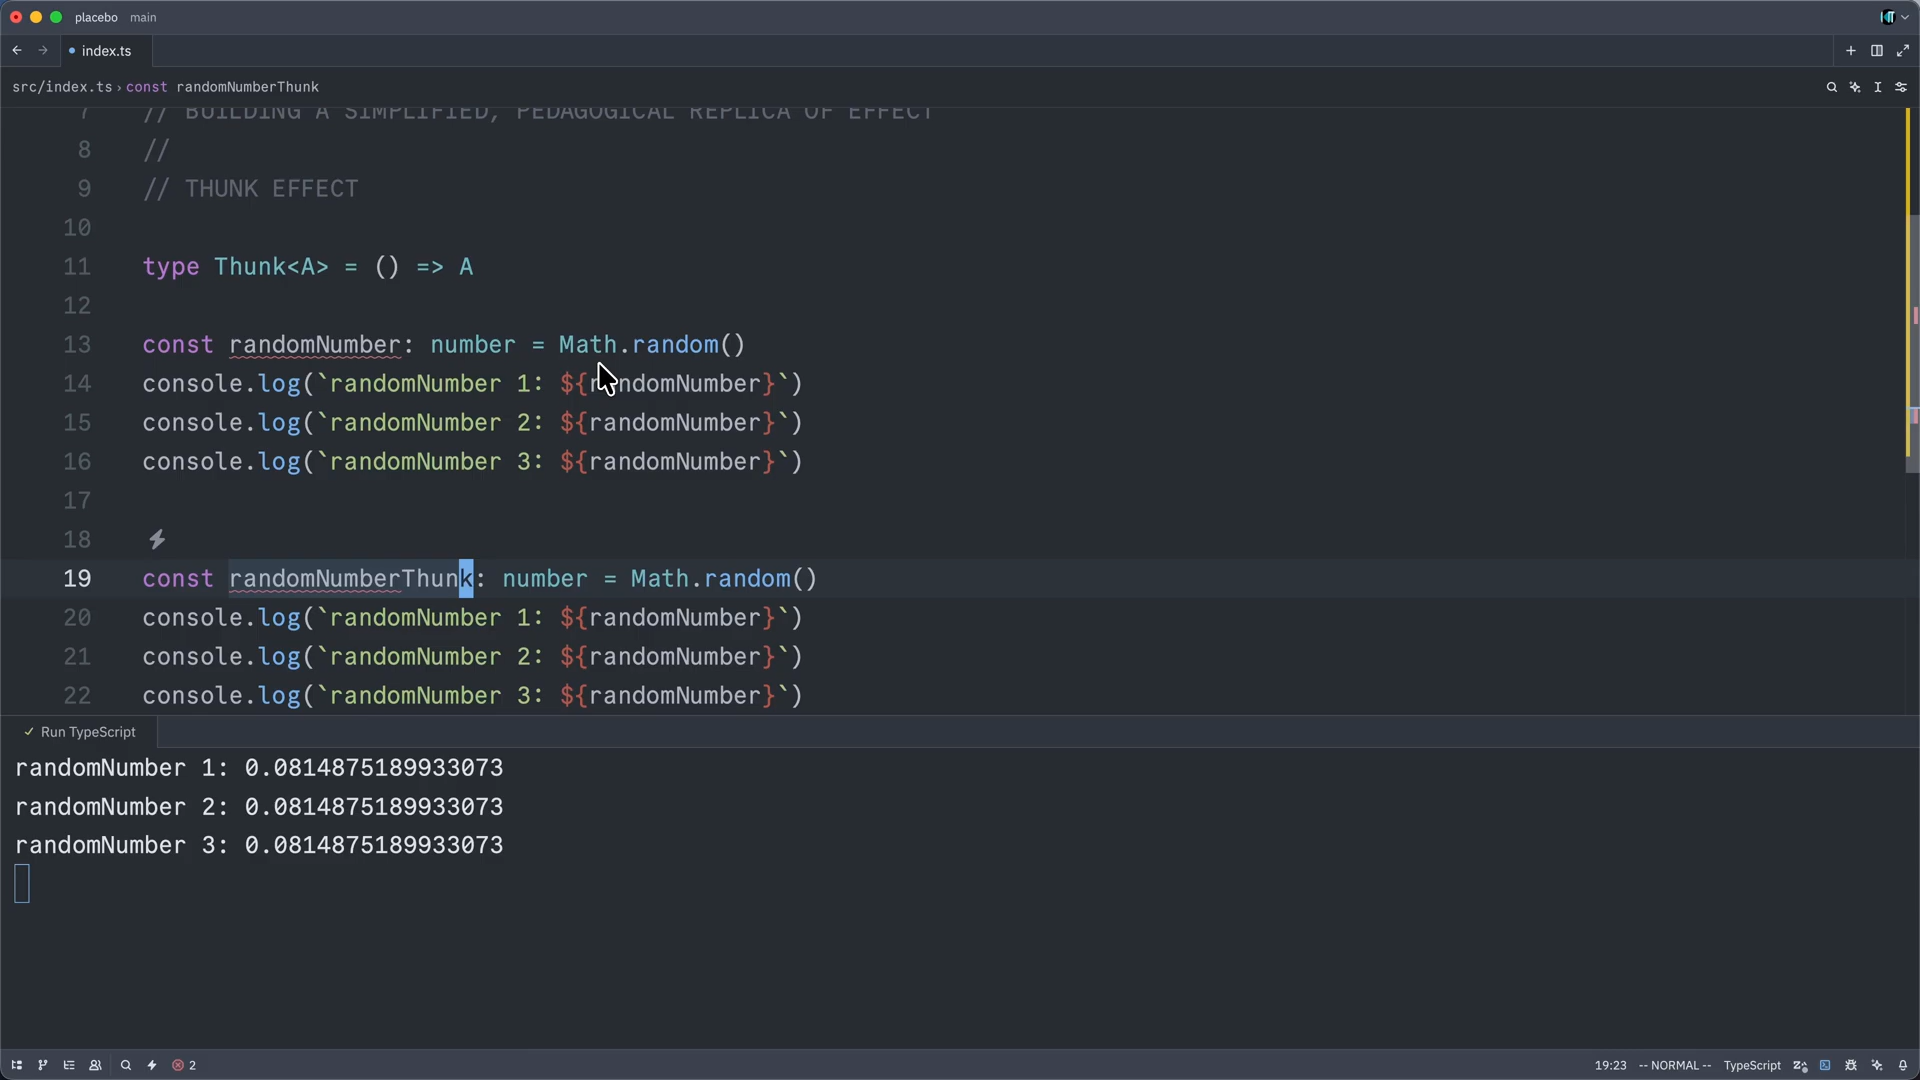 placebo main
index.ts
src/index.ts › const randomNumberThunk
7 // BUILDING A SIMPLIFIED, PEDAGOGICAL REPLICA OF EFFECT
8 //
9 // THUNK EFFECT
10
11 type Thunk<A> = () => A
12
13 const randomNumber: number = Math.random()
14 console.log(`randomNumber 1: ${randomNumber}`)
15 console.log(`randomNumber 2: ${randomNumber}`)
16 console.log(`randomNumber 3: ${randomNumber}`)
17
18
19 const randomNumberThunk: number = Math.random()
20 console.log(`randomNumber 1: ${randomNumber}`)
21 console.log(`randomNumber 2: ${randomNumber}`)
22 console.log(`randomNumber 3: ${randomNumber}`)
✓ Run TypeScript
randomNumber 1: 0.0814875189933073
randomNumber 2: 0.0814875189933073
randomNumber 3: 0.0814875189933073
2 19:23 -- NORMAL -- TypeScript